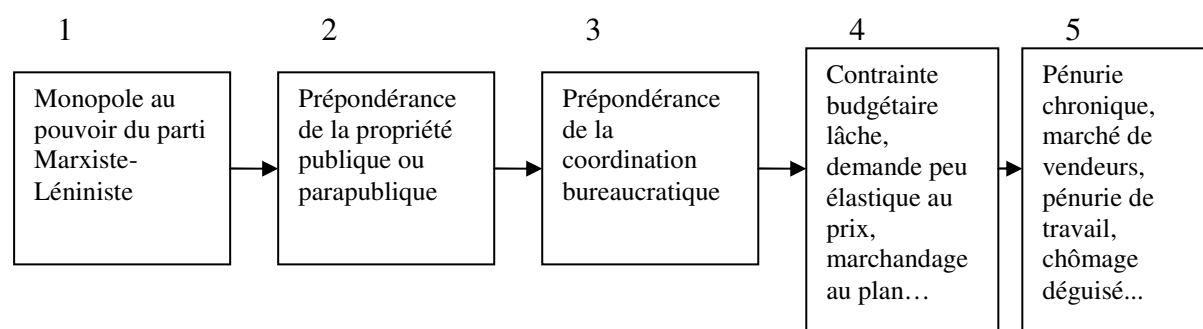 1
Monopole au
pouvoir du parti
Marxiste-
Léniniste
2
Prépondérance
de la propriété
publique ou
parapublique
3
Prépondérance
de la
coordination
bureaucratique
4
Contrainte
budgétaire
lâche,
demande peu
élastique au
prix,
marchandage
au plan…
5
Pénurie
chronique,
marché de
vendeurs,
pénurie de
travail,
chômage
déguisé...